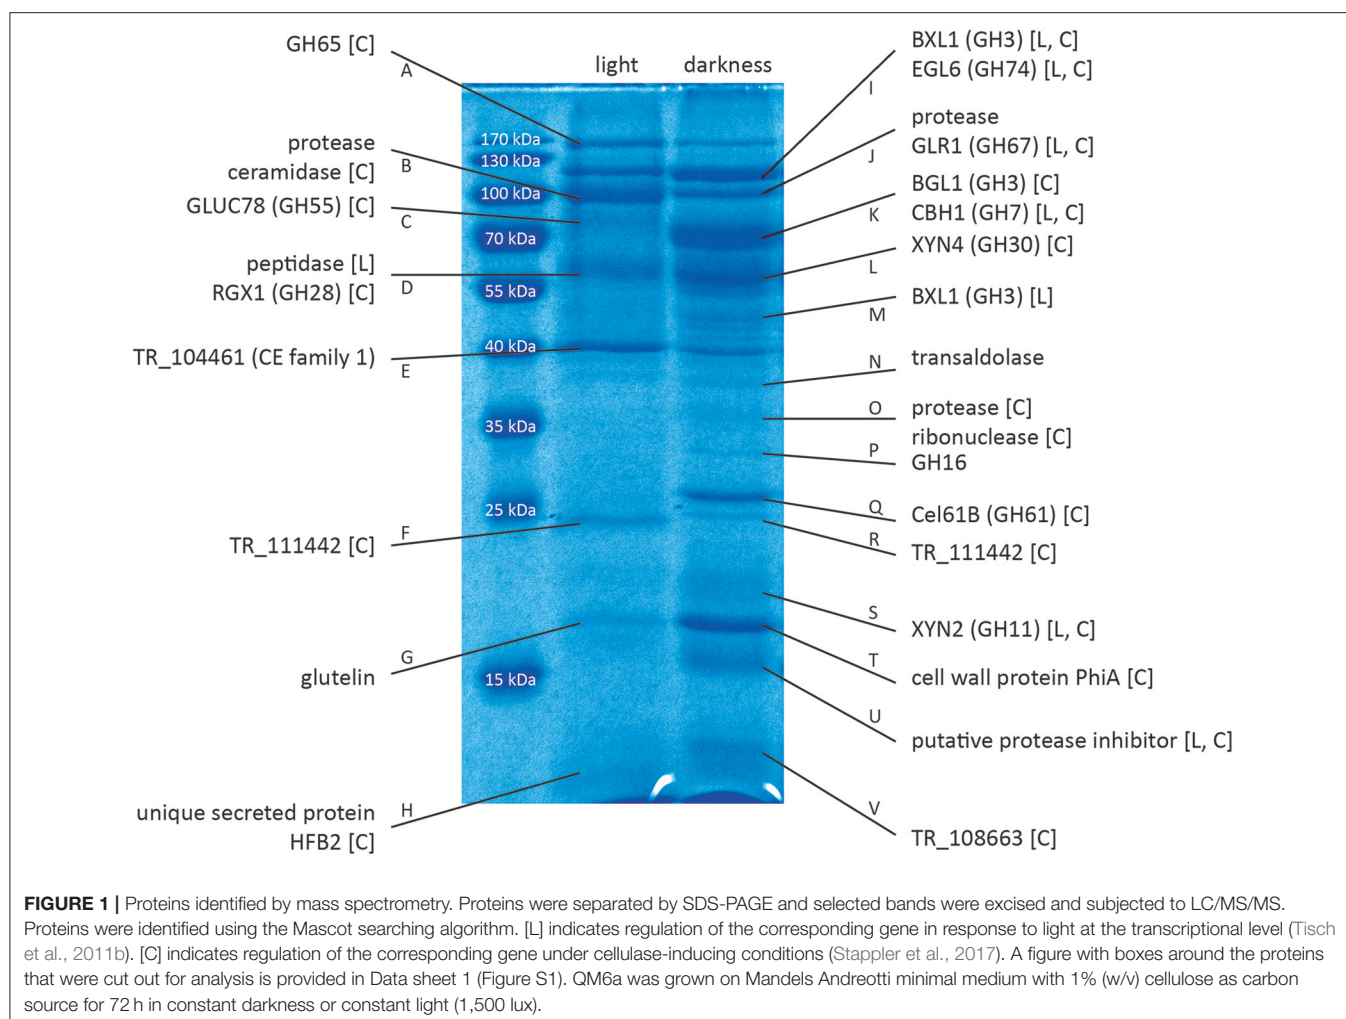 GH65 [C]
A
protease
B
ceramidase [C]
GLUC78 (GH55) [C]
C
peptidase [L]
D
RGX1 (GH28) [C]
TR_104461 (CE family 1)
E
F
TR_111442 [C]
G
glutelin
unique secreted protein
H
HFB2 [C]
light
darkness
170 kDa
130 kDa
100 kDa
70 kDa
55 kDa
40 kDa
35 kDa
25 kDa
15 kDa
BXL1 (GH3) [L, C]
EGL6 (GH74) [L, C]
I
protease
J
GLR1 (GH67) [L, C]
BGL1 (GH3) [C]
K
CBH1 (GH7) [L, C]
XYN4 (GH30) [C]
L
BXL1 (GH3) [L]
M
N
transaldolase
O
protease [C]
ribonuclease [C]
P
GH16
Q
Cel61B (GH61) [C]
R
TR_111442 [C]
S
XYN2 (GH11) [L, C]
T
cell wall protein PhiA [C]
U
putative protease inhibitor [L, C]
V
TR_108663 [C]
FIGURE 1 | Proteins identified by mass spectrometry. Proteins were separated by SDS-PAGE and selected bands were excised and subjected to LC/MS/MS.
Proteins were identified using the Mascot searching algorithm. [L] indicates regulation of the corresponding gene in response to light at the transcriptional level (Tisch
et al., 2011b). [C] indicates regulation of the corresponding gene under cellulase-inducing conditions (Stappler et al., 2017). A figure with boxes around the proteins
that were cut out for analysis is provided in Data sheet 1 (Figure S1). QM6a was grown on Mandels Andreotti minimal medium with 1% (w/v) cellulose as carbon
source for 72 h in constant darkness or constant light (1,500 lux).